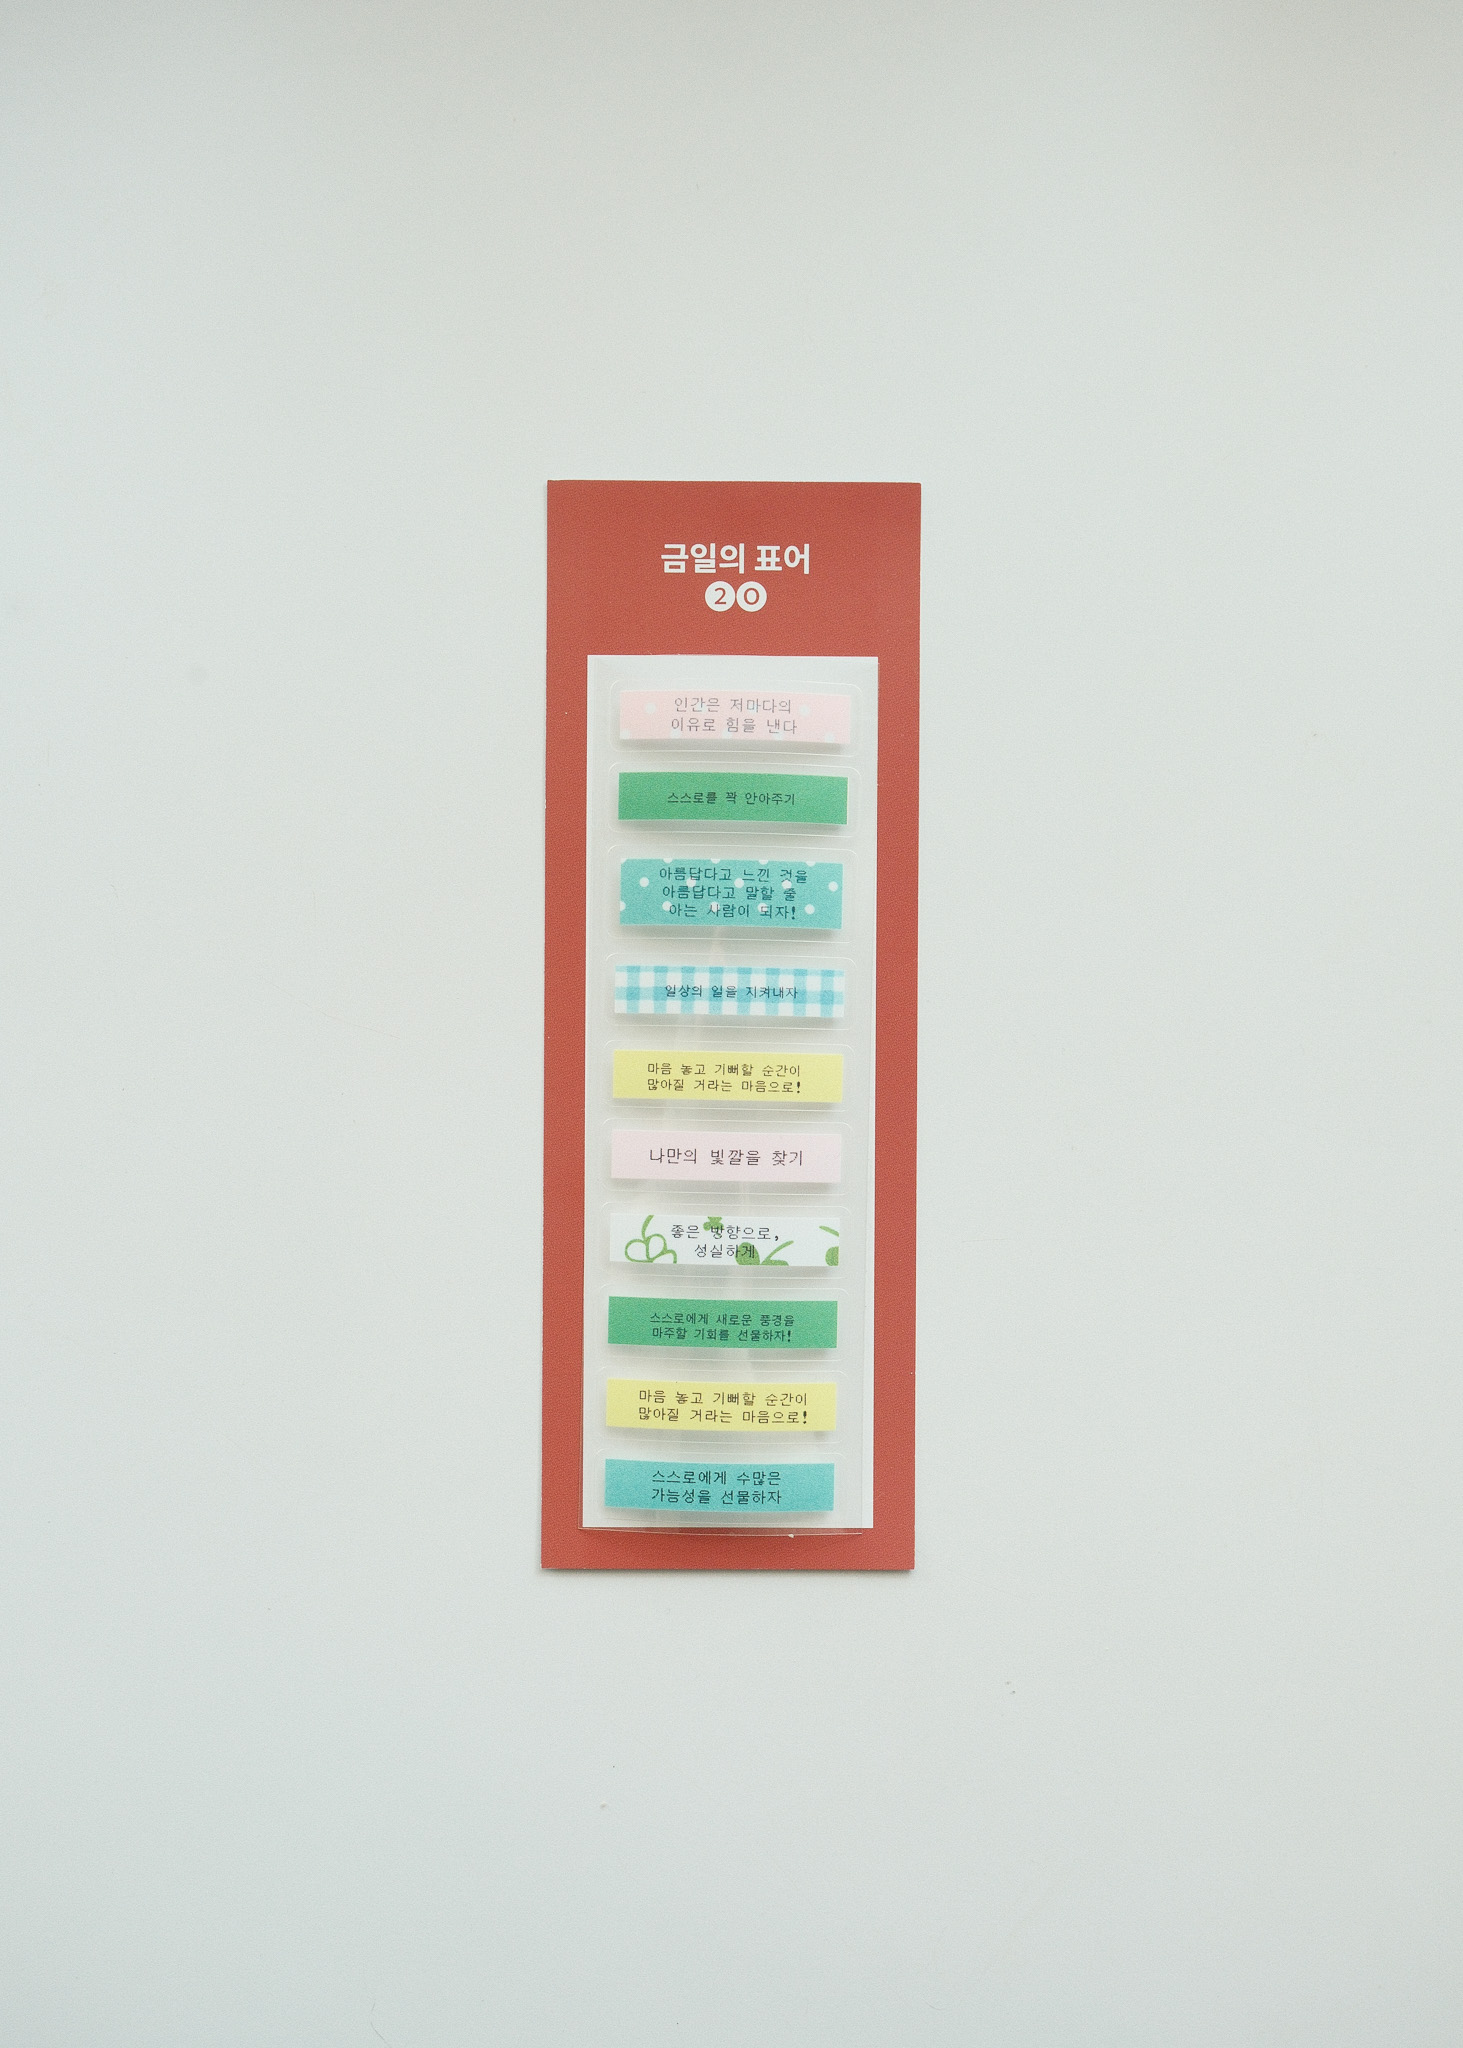 금일의 표어
20
인간은 저마다의
이유로 힘을 낸다
스스로를 꽉 안아주기
아름답다고 느낀 것을
아름답다고 말할 줄
아는 사람이 되자!
일상의 일을 지켜내자
마음 놓고 기뻐할 순간이
많아질 거라는 마음으로!
나만의 빛깔을 찾기
좋은 방향으로,
성실하게
스스로에게 새로운 풍경을
마주할 기회를 선물하자!
마음 놓고 기뻐할 순간이
많아질 거라는 마음으로!
스스로에게 수많은
가능성을 선물하자